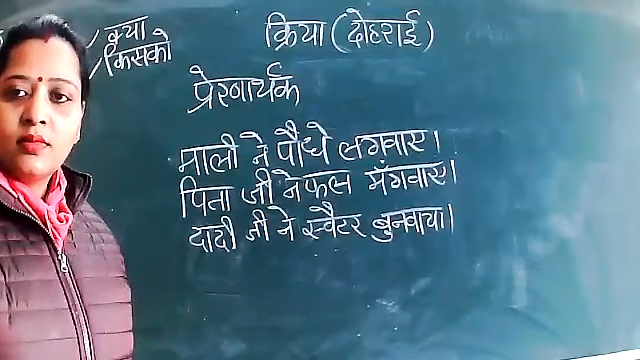 क्या
किसको
क्रिया (दोहराई)
प्रेरणार्थक
माली ने पौधे लगवाए।
पिता जी ने फल मँगवाए।
दादी जी ने स्वैटर बुनवाया।